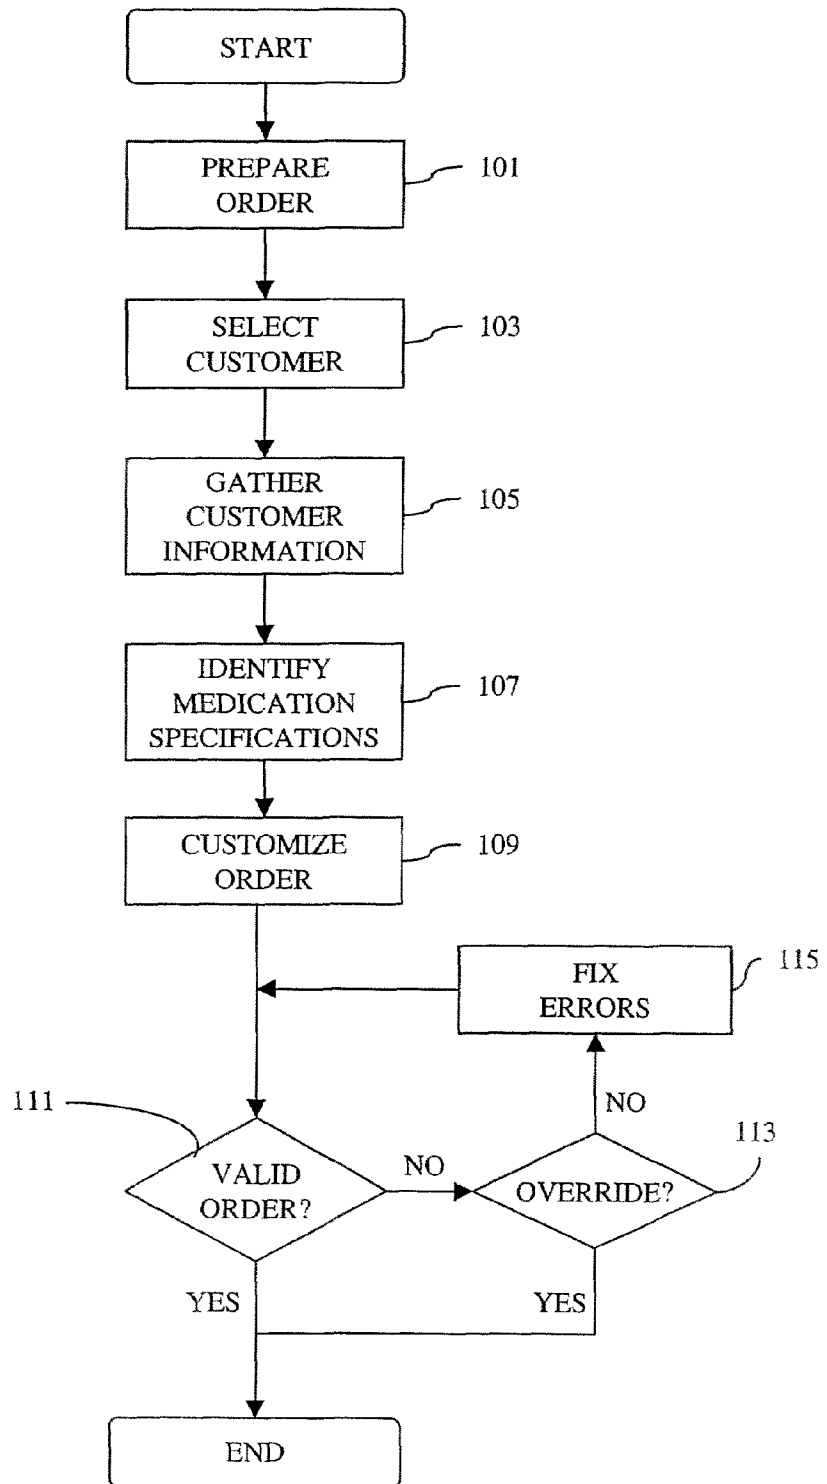 START
PREPARE
ORDER
101
SELECT
CUSTOMER
103
GATHER
CUSTOMER
INFORMATION
105
IDENTIFY
MEDICATION
SPECIFICATIONS
107
CUSTOMIZE
ORDER
109
FIX
ERRORS
115
111
VALID
ORDER?
NO
OVERRIDE?
NO
113
YES
YES
END